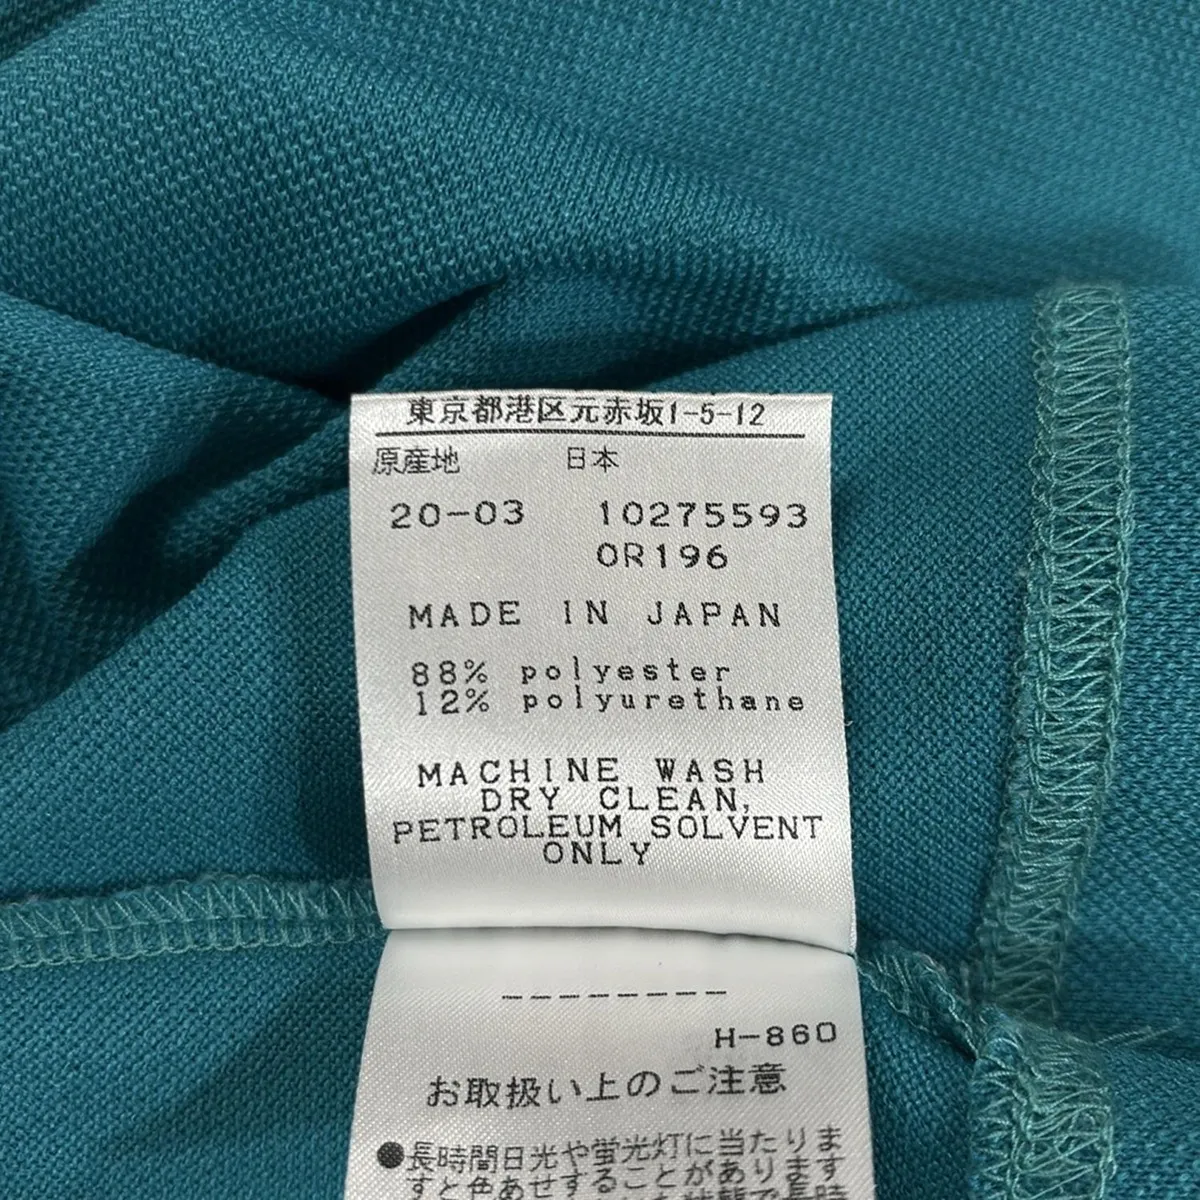 東京都港区元赤坂1-5-12
原産地 日本
20-03 10275593
OR196
MADE IN JAPAN
88% polyester
12% polyurethane
MACHINE WASH
DRY CLEAN,
PETROLEUM SOLVENT
ONLY
--------
H-860
お取扱い上のご注意
●長時間日光や蛍光灯に当たりま
すと色あせすることがあります